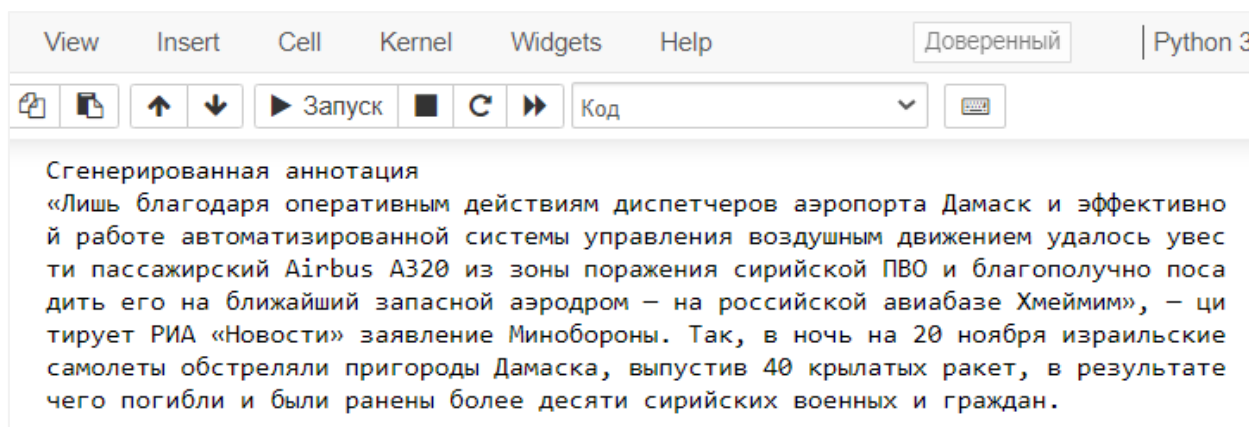 View Insert Cell Kernel Widgets Help Доверенный Python 3
Запуск Код
Сгенерированная аннотация
«Лишь благодаря оперативным действиям диспетчеров аэропорта Дамаск и эффективно
й работе автоматизированной системы управления воздушным движением удалось увес
ти пассажирский Airbus A320 из зоны поражения сирийской ПВО и благополучно поса
дить его на ближайший запасной аэродром — на российской авиабазе Хмеймим», — ци
тирует РИА «Новости» заявление Минобороны. Так, в ночь на 20 ноября израильские
самолеты обстреляли пригороды Дамаска, выпустив 40 крылатых ракет, в результате
чего погибли и были ранены более десяти сирийских военных и граждан.